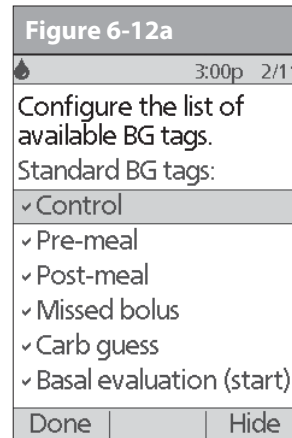 Figure 6-12a
3:00p 2/11
Configure the list of
available BG tags.
Standard BG tags:
✓Control
✓Pre-meal
✓Post-meal
✓Missed bolus
✓Carb guess
✓Basal evaluation (start)
Done Hide